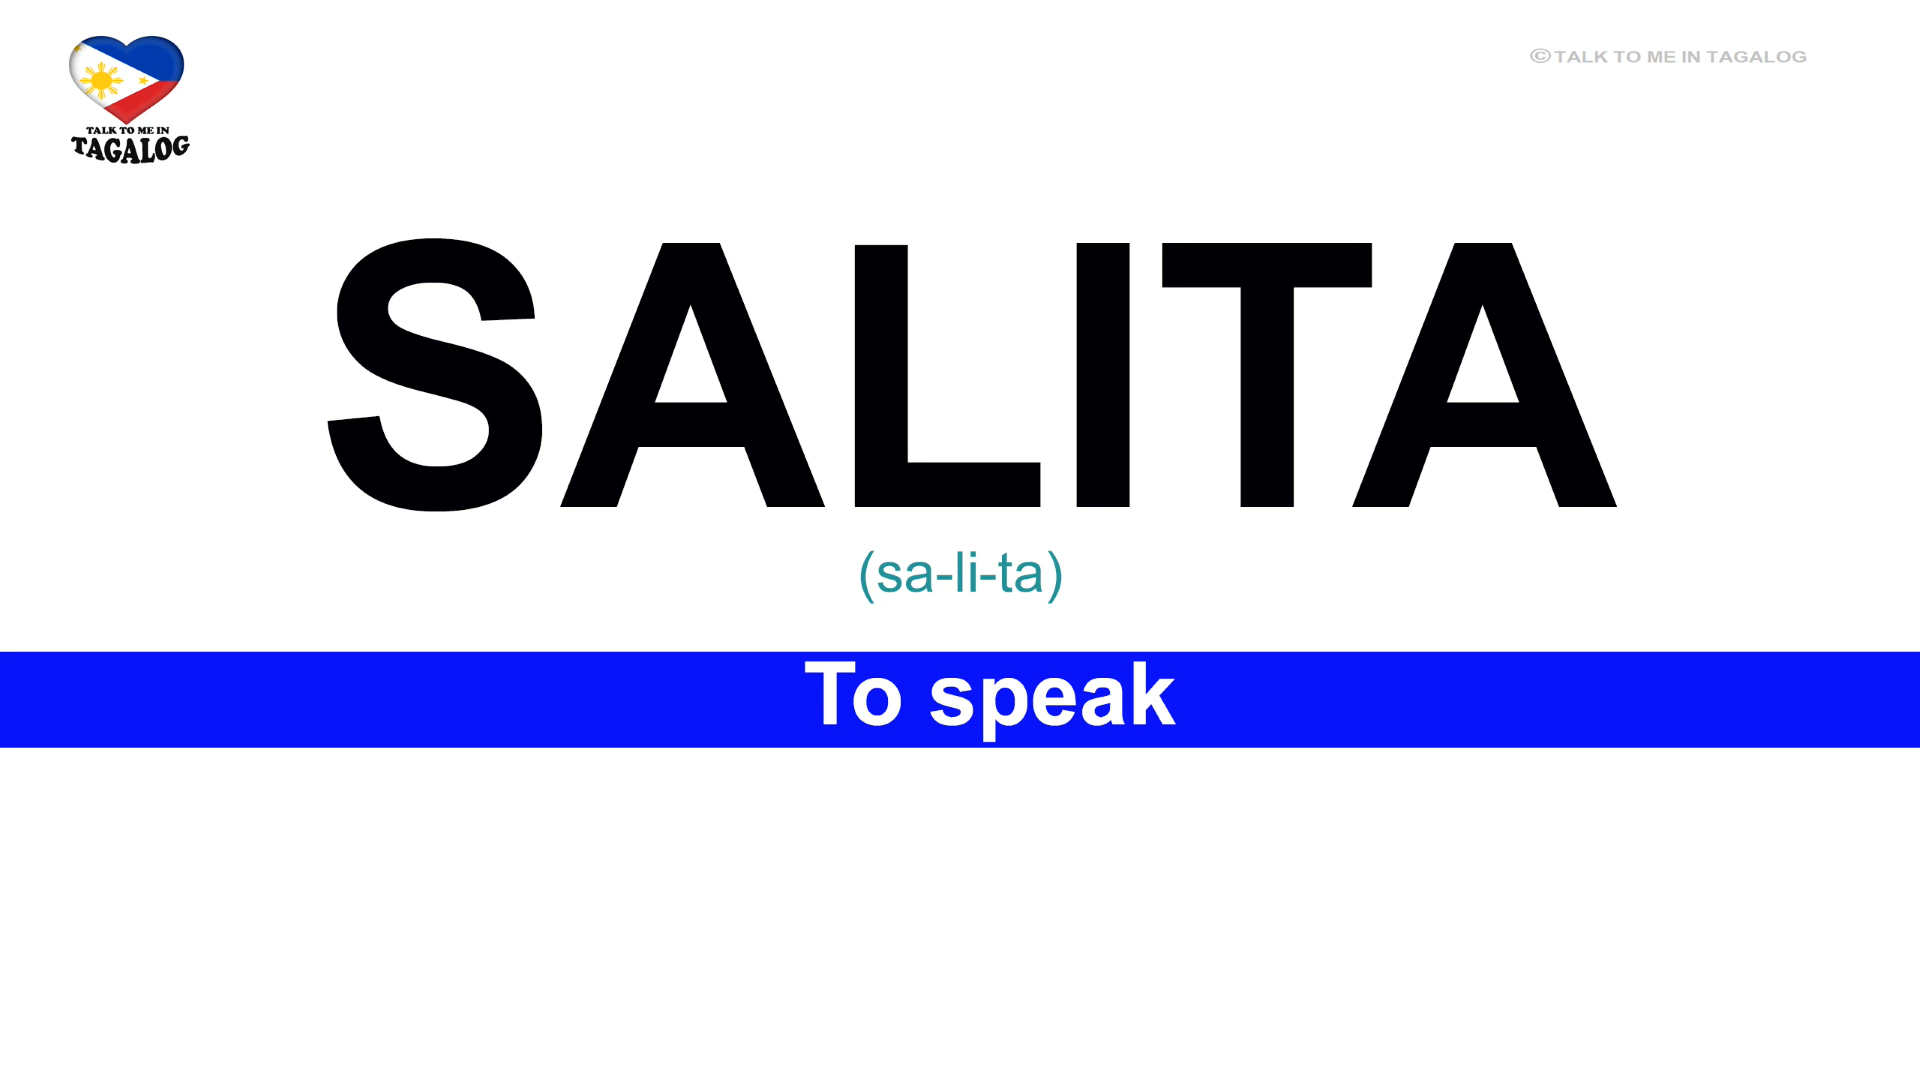 TALK TO ME IN
TAGALOG
©TALK TO ME IN TAGALOG
SALITA
(sa-li-ta)
To speak